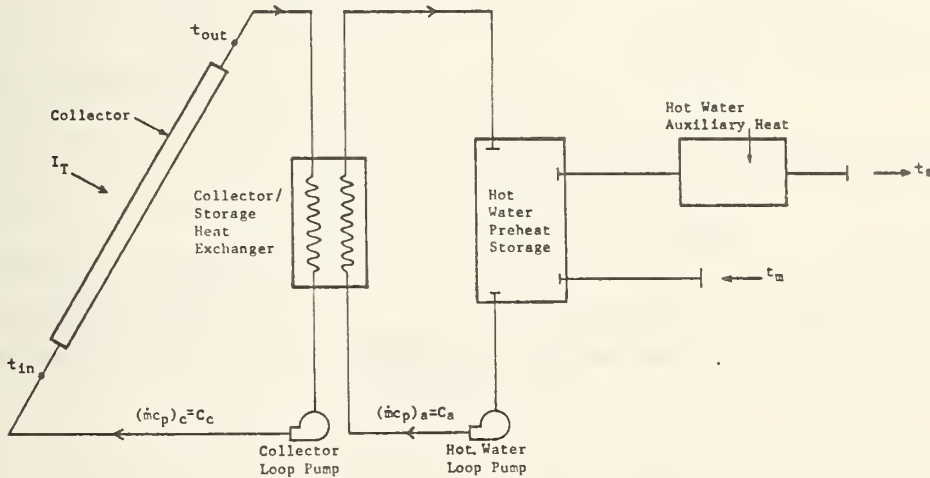 t_out
Collector
I_T
t_in
(ṁc_p)_c=C_c
Collector/
Storage
Heat
Exchanger
Collector
Loop Pump
(ṁc_p)_a=C_a
Hot Water
Loop Pump
Hot
Water
Preheat
Storage
Hot Water
Auxiliary Heat
t_m